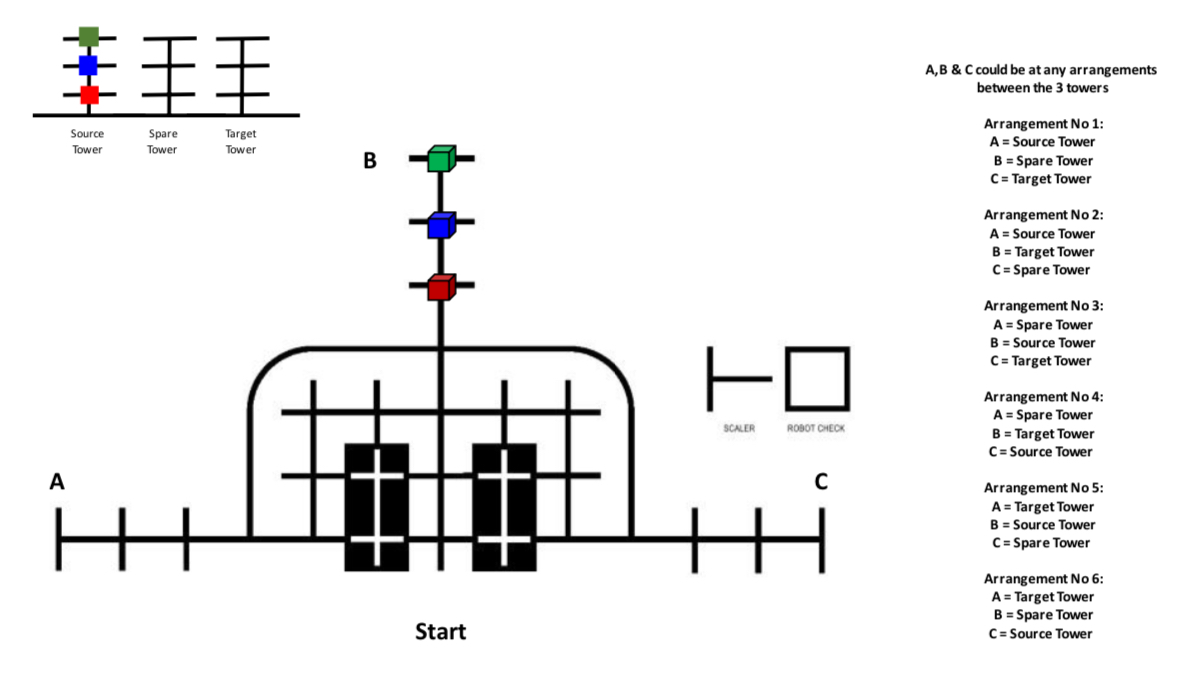 Source
Tower
Spare
Tower
Target
Tower
B
A
C
SCALER
ROBOT CHECK
Start
A,B & C could be at any arrangements
between the 3 towers
Arrangement No 1:
A = Source Tower
B = Spare Tower
C = Target Tower
Arrangement No 2:
A = Source Tower
B = Target Tower
C = Spare Tower
Arrangement No 3:
A = Spare Tower
B = Source Tower
C = Target Tower
Arrangement No 4:
A = Spare Tower
B = Target Tower
C = Source Tower
Arrangement No 5:
A = Target Tower
B = Source Tower
C = Spare Tower
Arrangement No 6:
A = Target Tower
B = Spare Tower
C = Source Tower